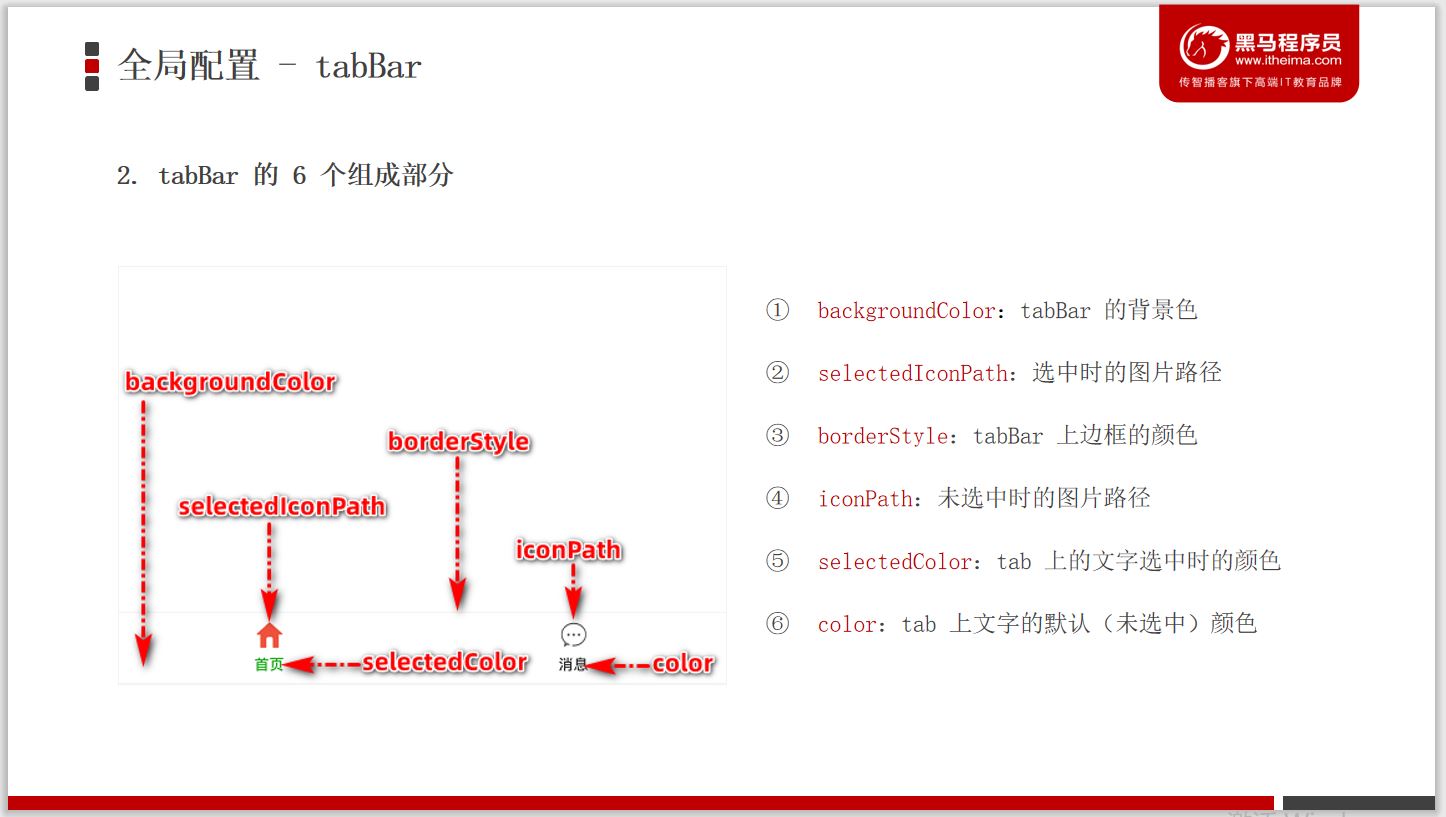 全局配置 - tabBar
黑马程序员
www.itheima.com
传智播客旗下高端IT教育品牌
2. tabBar 的 6 个组成部分
backgroundColor
borderStyle
selectedIconPath
iconPath
首页
selectedColor
消息
color
① backgroundColor：tabBar 的背景色
② selectedIconPath：选中时的图片路径
③ borderStyle：tabBar 上边框的颜色
④ iconPath：未选中时的图片路径
⑤ selectedColor：tab 上的文字选中时的颜色
⑥ color：tab 上文字的默认（未选中）颜色